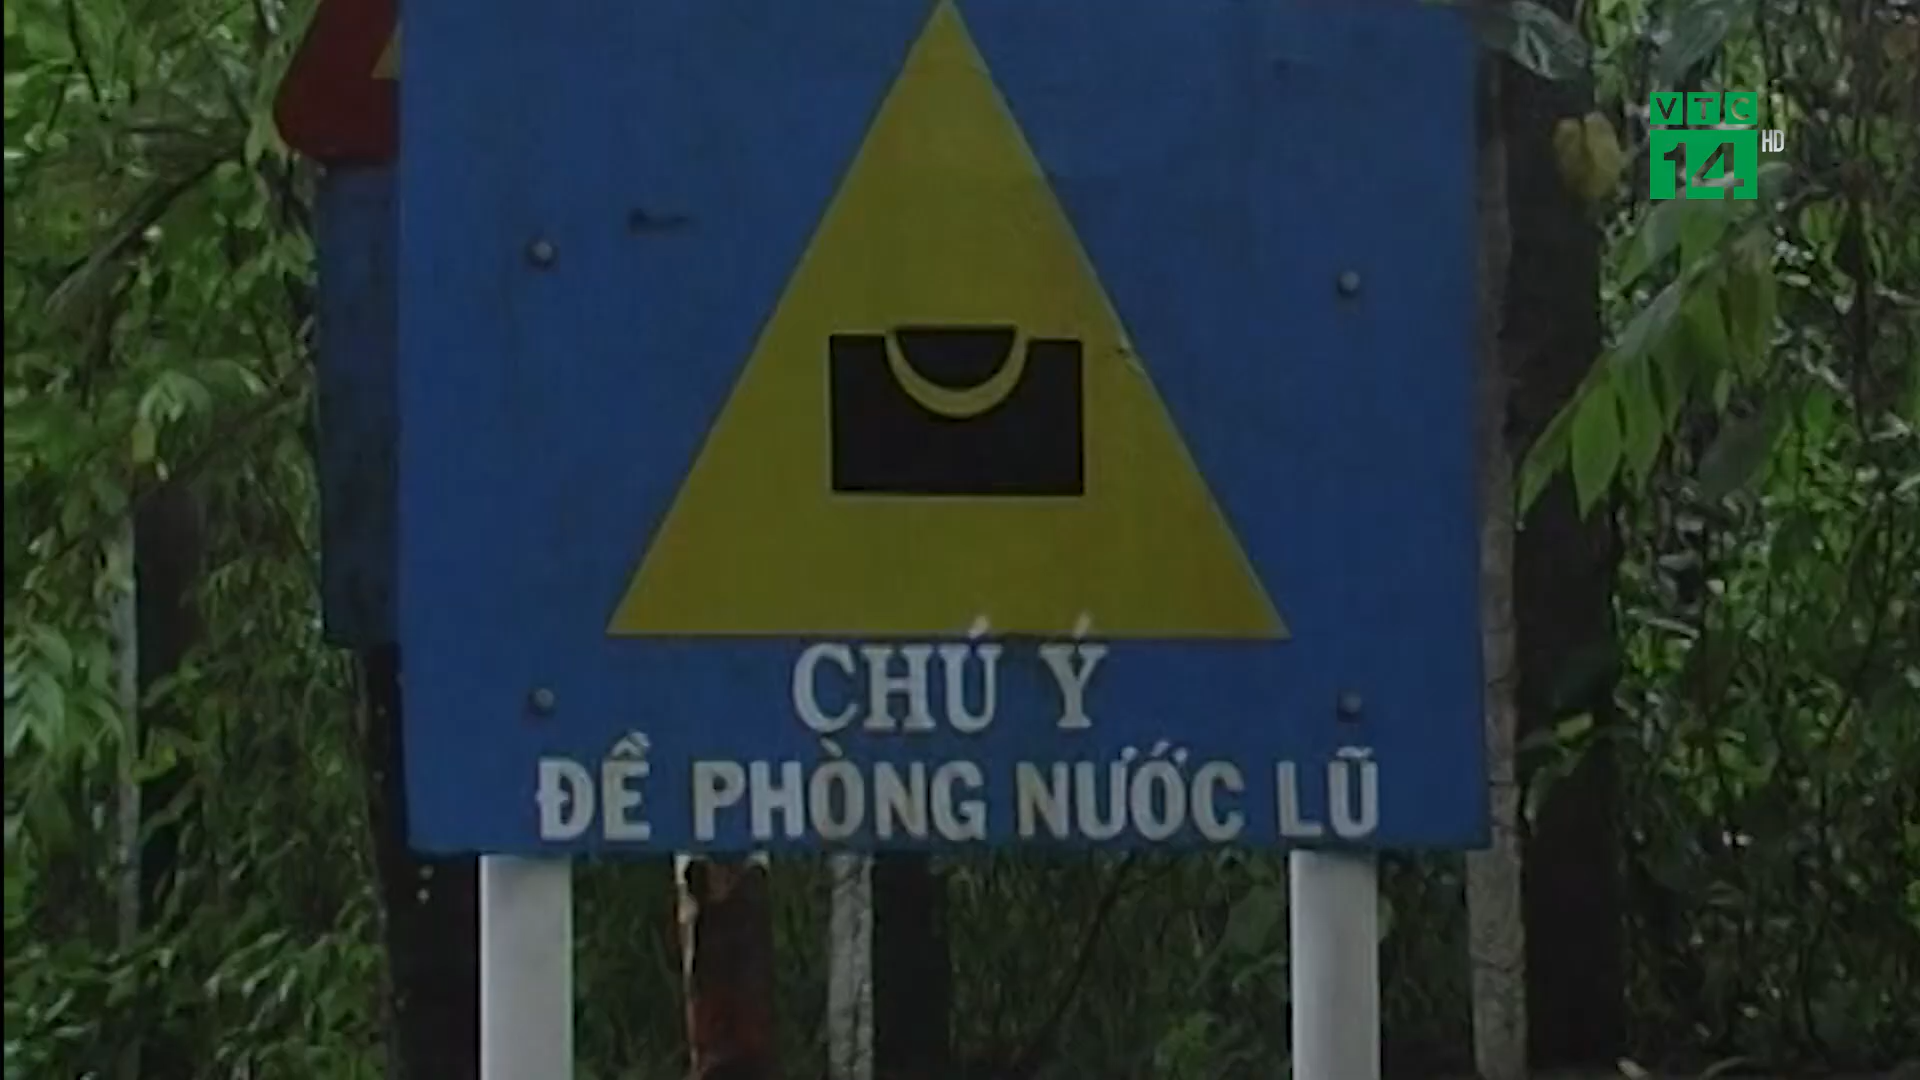 VTC
14 HD
CHÚ Ý
ĐỀ PHÒNG NƯỚC LŨ